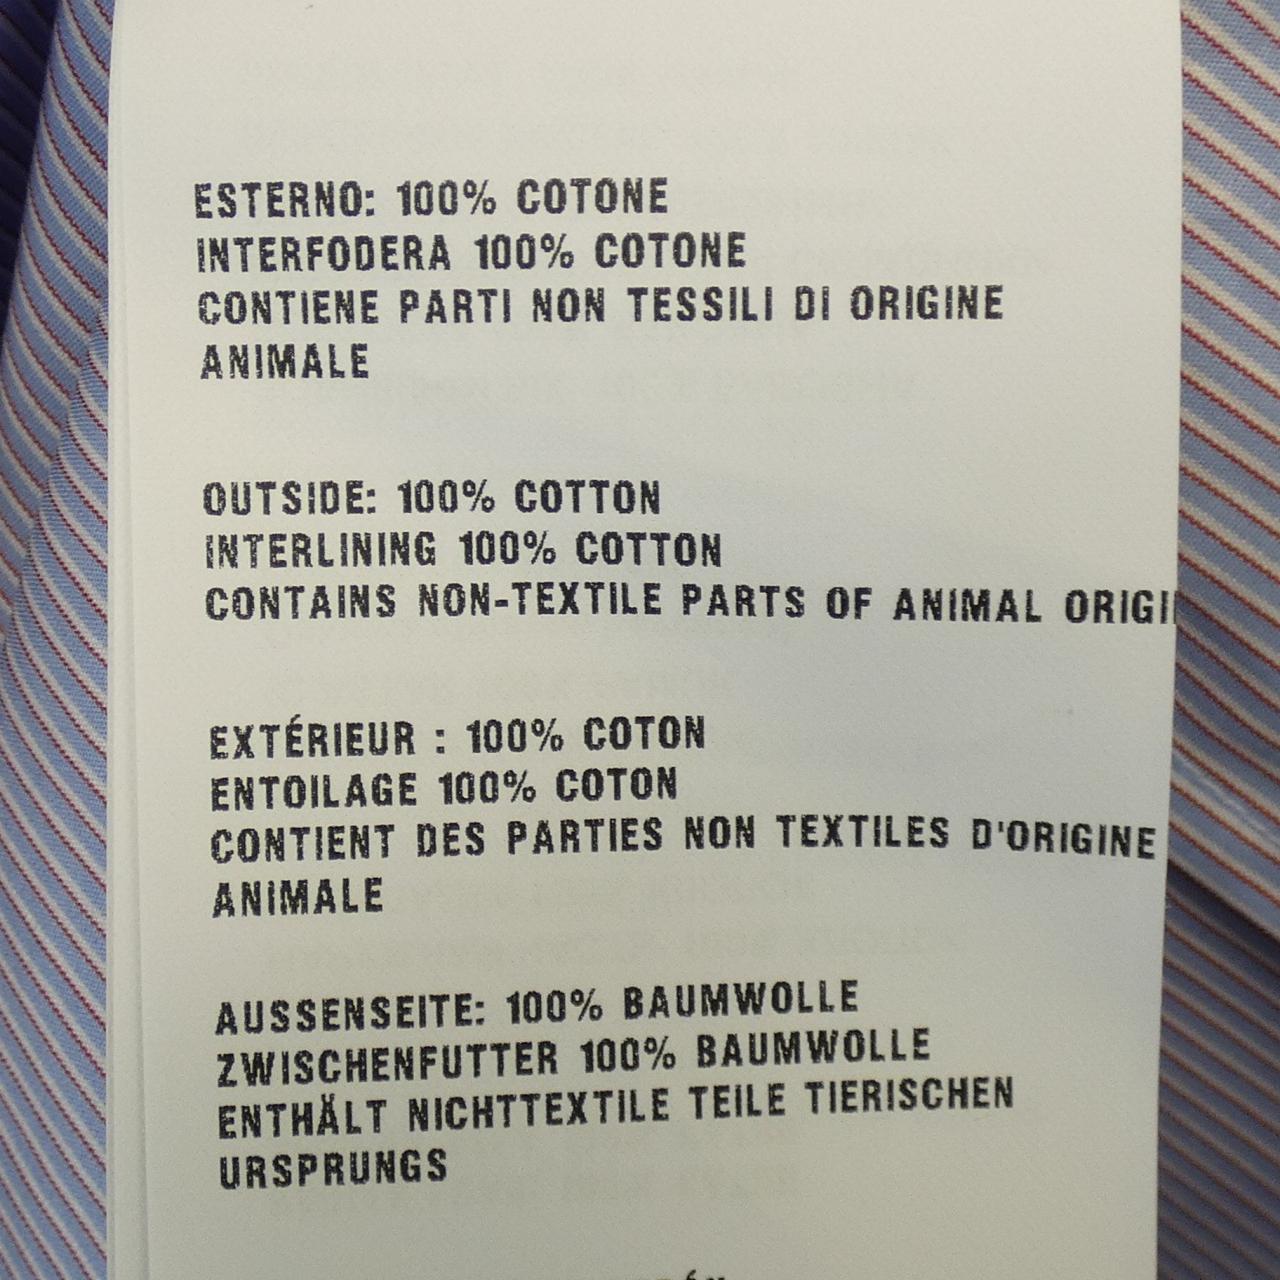 ESTERNO: 100% COTONE
INTERFODERA 100% COTONE
CONTIENE PARTI NON TESSILI DI ORIGINE
ANIMALE
OUTSIDE: 100% COTTON
INTERLINING 100% COTTON
CONTAINS NON-TEXTILE PARTS OF ANIMAL ORIGI
EXTÉRIEUR : 100% COTON
ENTOILAGE 100% COTON
CONTIENT DES PARTIES NON TEXTILES D'ORIGINE
ANIMALE
AUSSENSEITE: 100% BAUMWOLLE
ZWISCHENFUTTER 100% BAUMWOLLE
ENTHÄLT NICHTTEXTILE TEILE TIERISCHEN
URSPRUNGS